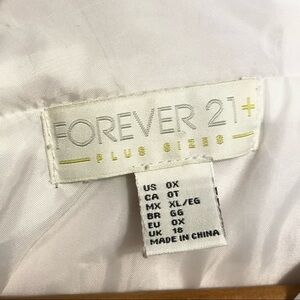 FOREVER 21+
PLUS SIZES
US 0X
CA 0T
MX XL/EG
BR GG
EU 0X
UK 18
MADE IN CHINA